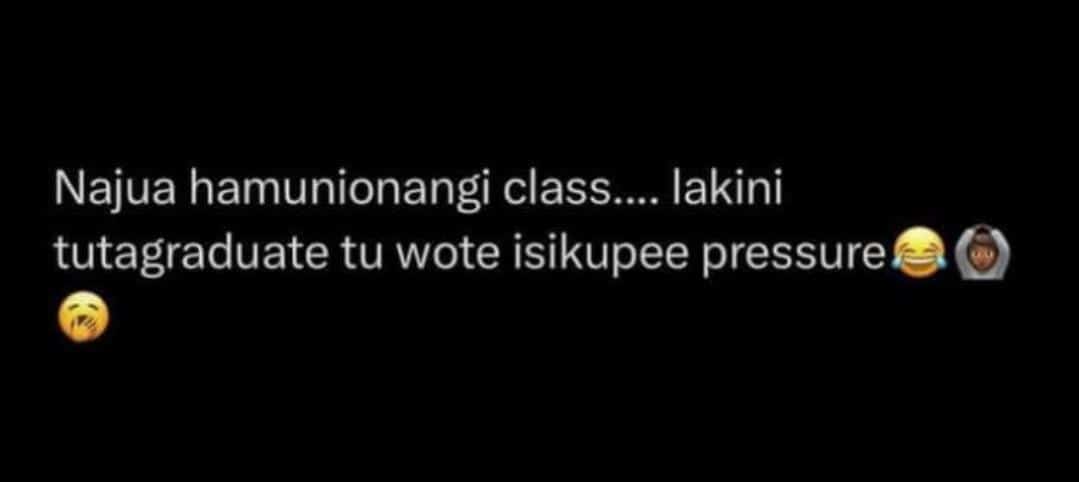 Najua hamunionangi class.... lakini
tutagraduate tu wote isikupee pressure😂🙆🏾
🥱